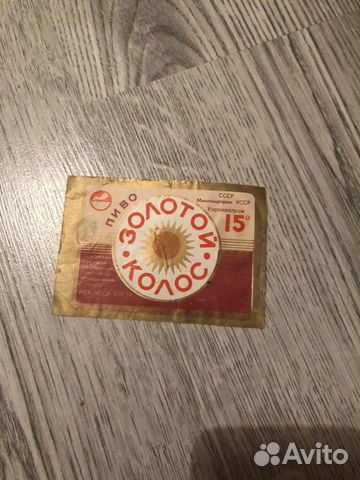 ПИВО
СССР
Минпищепром УССР
Укрпивопром
15°
ЗОЛОТОЙ
КОЛОС
Avito